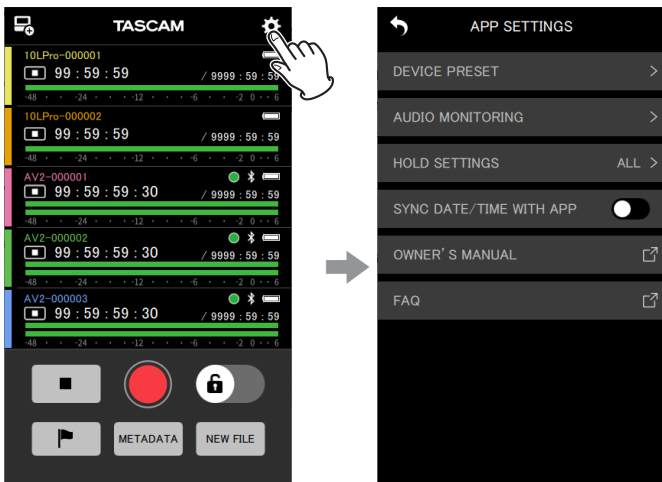 TASCAM
10LPro-000001
99 : 59 : 59 / 9999 : 59 : 59
-48 · · -24 · · · -12 · · · -6 · · -2 0 · · 6
10LPro-000002
99 : 59 : 59 / 9999 : 59 : 59
-48 · · -24 · · · -12 · · · -6 · · -2 0 · · 6
AV2-000001
99 : 59 : 59 : 30 / 9999 : 59 : 59
-48 · · -24 · · · -12 · · · -6 · · -2 0 · · 6
AV2-000002
99 : 59 : 59 : 30 / 9999 : 59 : 59
-48 · · -24 · · · -12 · · · -6 · · -2 0 · · 6
AV2-000003
99 : 59 : 59 : 30 / 9999 : 59 : 59
-48 · · -24 · · · -12 · · · -6 · · -2 0 · · 6
METADATA
NEW FILE
APP SETTINGS
DEVICE PRESET >
AUDIO MONITORING >
HOLD SETTINGS ALL >
SYNC DATE/TIME WITH APP
OWNER'S MANUAL
FAQ